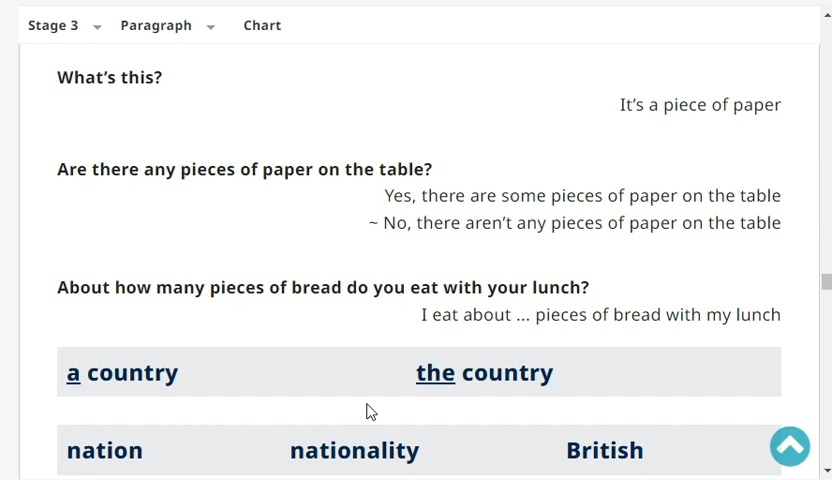 Stage 3 Paragraph Chart
What's this?
It's a piece of paper
Are there any pieces of paper on the table?
Yes, there are some pieces of paper on the table
~ No, there aren't any pieces of paper on the table
About how many pieces of bread do you eat with your lunch?
I eat about ... pieces of bread with my lunch
a country the country
nation nationality British